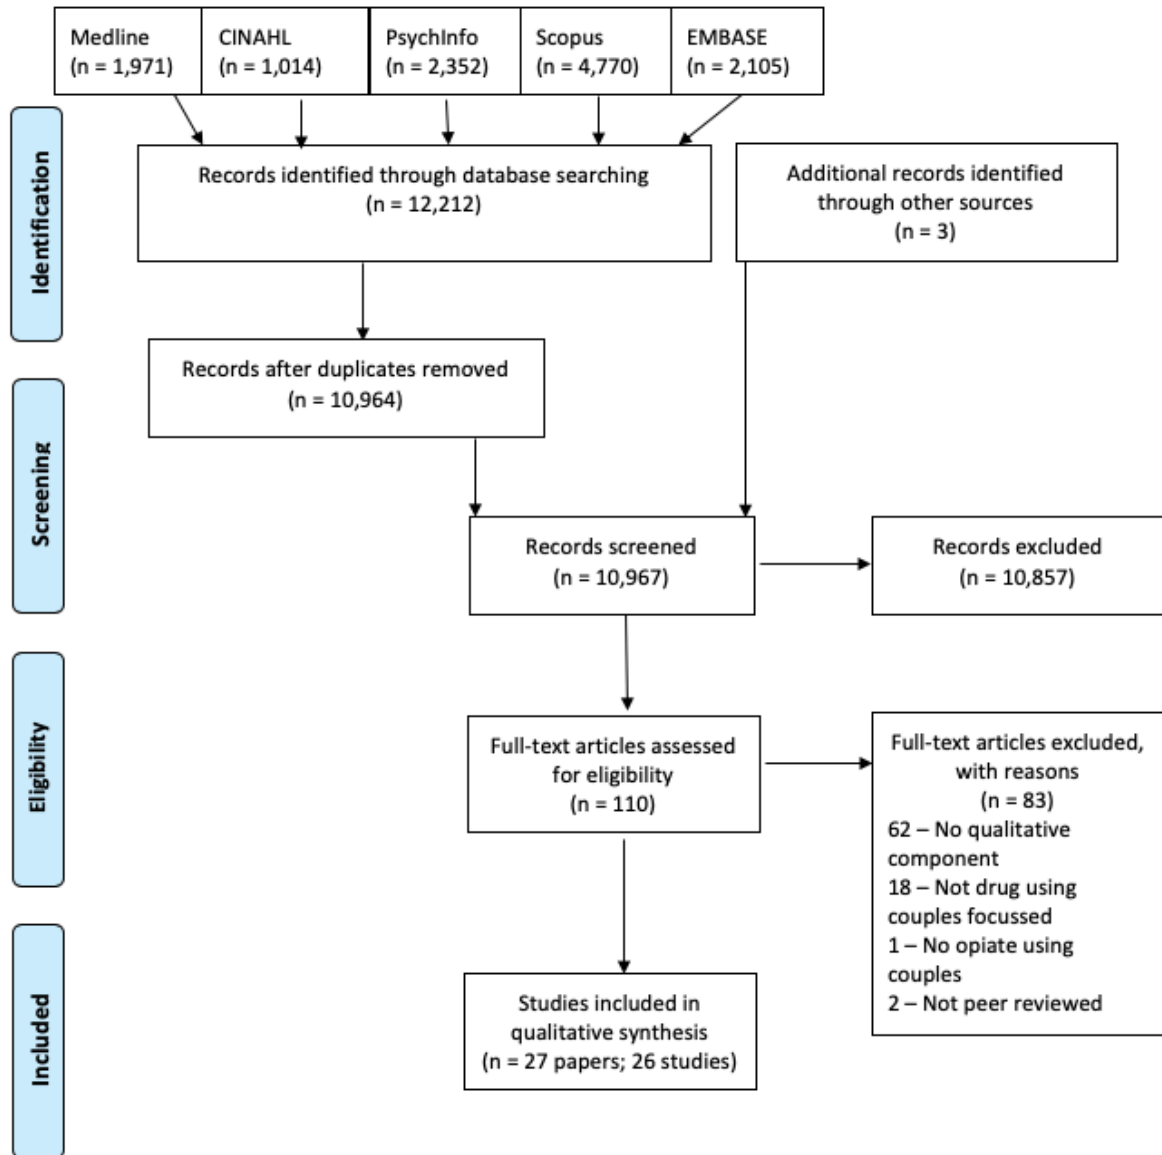 Medline
(n = 1,971)
CINAHL
(n = 1,014)
PsychInfo
(n = 2,352)
Scopus
(n = 4,770)
EMBASE
(n = 2,105)
Identification
Records identified through database searching
(n = 12,212)
Additional records identified
through other sources
(n = 3)
Records after duplicates removed
(n = 10,964)
Screening
Records screened
(n = 10,967)
Records excluded
(n = 10,857)
Eligibility
Full-text articles assessed
for eligibility
(n = 110)
Full-text articles excluded,
with reasons
(n = 83)
62 – No qualitative
component
18 – Not drug using
couples focussed
1 – No opiate using
couples
2 – Not peer reviewed
Included
Studies included in
qualitative synthesis
(n = 27 papers; 26 studies)